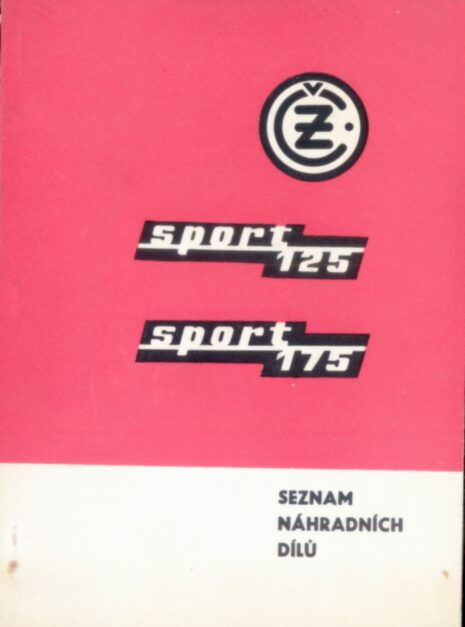 ČZ
sport
125
sport
175
SEZNAM
NÁHRADNÍCH
DÍLŮ